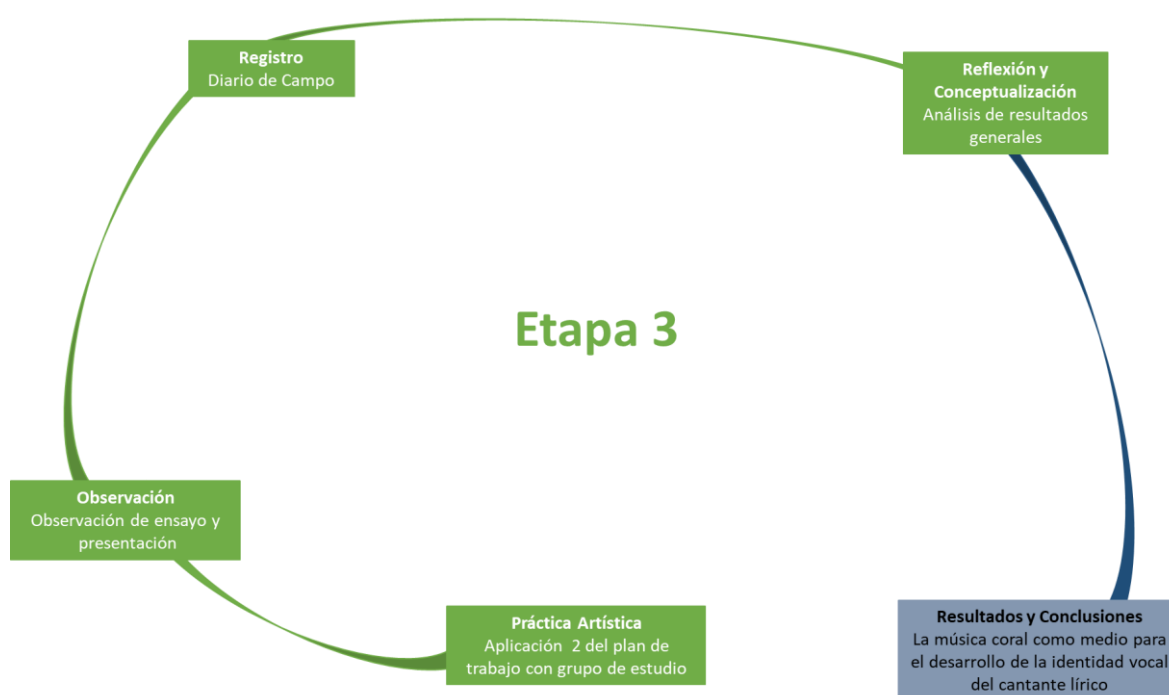 Registro
Diario de Campo
Reflexión y
Conceptualización
Análisis de resultados
generales
Etapa 3
Observación
Observación de ensayo y
presentación
Práctica Artística
Aplicación 2 del plan de
trabajo con grupo de estudio
Resultados y Conclusiones
La música coral como medio para
el desarrollo de la identidad vocal
del cantante lírico